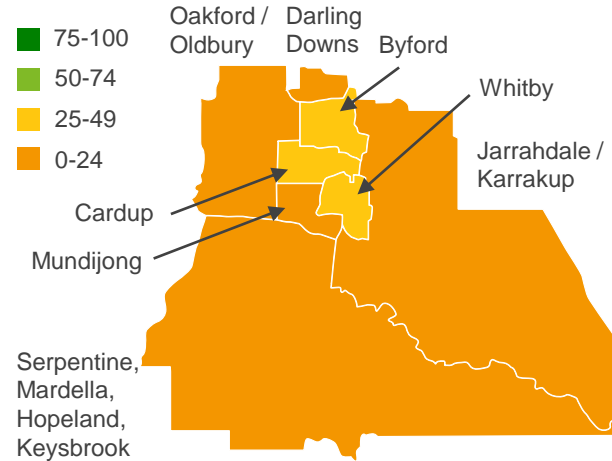 75-100
50-74
25-49
0-24
Oakford /
Oldbury
Darling
Downs
Byford
Whitby
Jarrahdale /
Karrakup
Cardup
Mundijong
Serpentine,
Mardella,
Hopeland,
Keysbrook